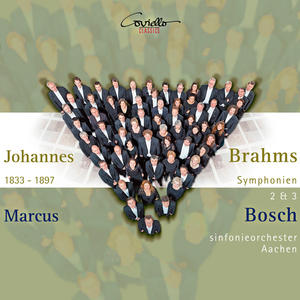 Coviello
CLASSICS
Johannes
1833 - 1897
Marcus
Brahms
Symphonien
2 & 3
Bosch
sinfonieorchester
Aachen